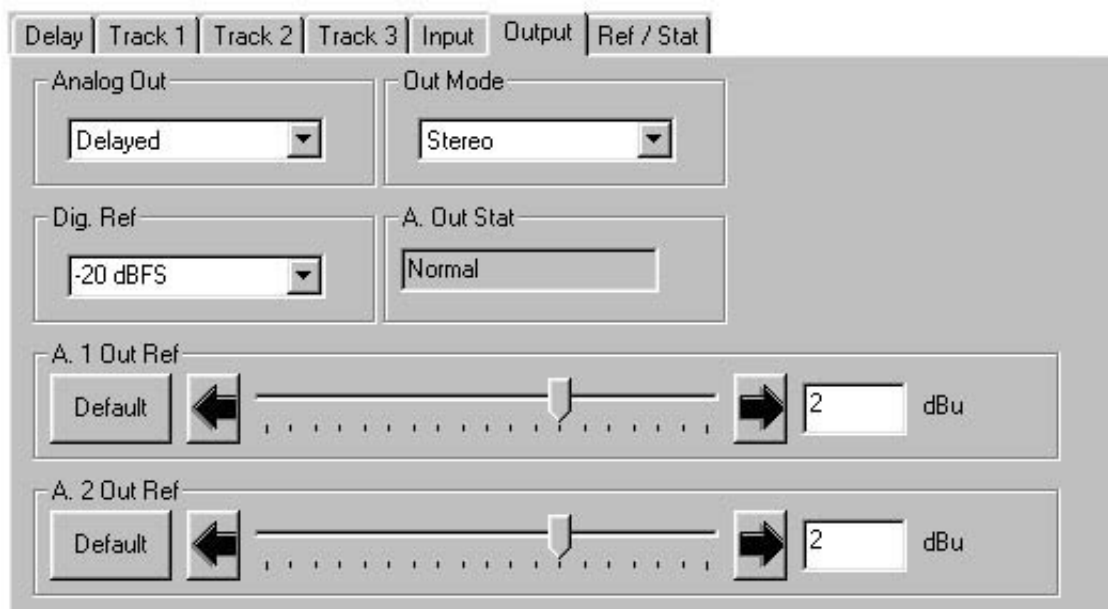 Delay Track 1 Track 2 Track 3 Input Output Ref / Stat
Analog Out
Delayed
Out Mode
Stereo
Dig. Ref
-20 dBFS
A. Out Stat
Normal
A. 1 Out Ref
Default 2 dBu
A. 2 Out Ref
Default 2 dBu